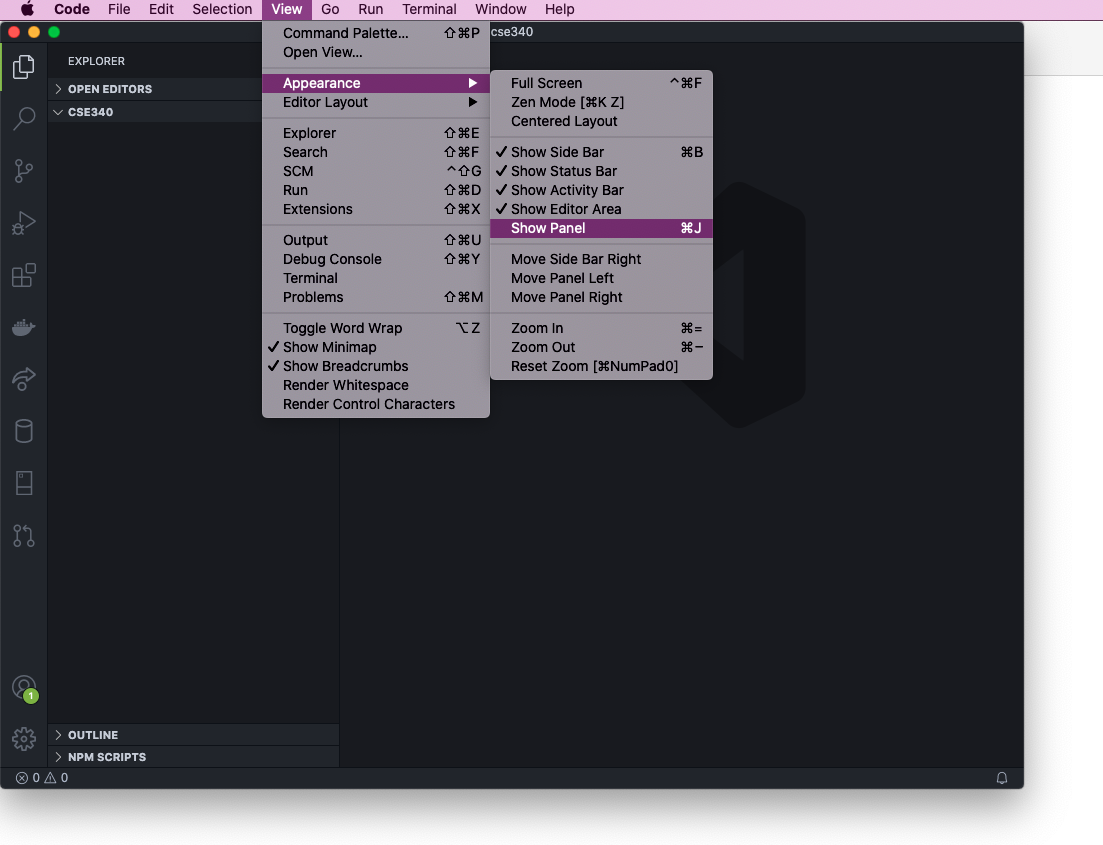 Code File Edit Selection View Go Run Terminal Window Help
cse340
EXPLORER
OPEN EDITORS
CSE340
OUTLINE
NPM SCRIPTS
Command Palette... ⇧⌘P
Open View...
Appearance ▶
Editor Layout ▶
Explorer ⇧⌘E
Search ⇧⌘F
SCM ^⇧G
Run ⇧⌘D
Extensions ⇧⌘X
Output ⇧⌘U
Debug Console ⇧⌘Y
Terminal
Problems ⇧⌘M
Toggle Word Wrap ⌥Z
✓ Show Minimap
✓ Show Breadcrumbs
Render Whitespace
Render Control Characters
Full Screen ^⌘F
Zen Mode [⌘K Z]
Centered Layout
✓ Show Side Bar ⌘B
✓ Show Status Bar
✓ Show Activity Bar
✓ Show Editor Area
Show Panel ⌘J
Move Side Bar Right
Move Panel Left
Move Panel Right
Zoom In ⌘=
Zoom Out ⌘−
Reset Zoom [⌘NumPad0]
1
0 0